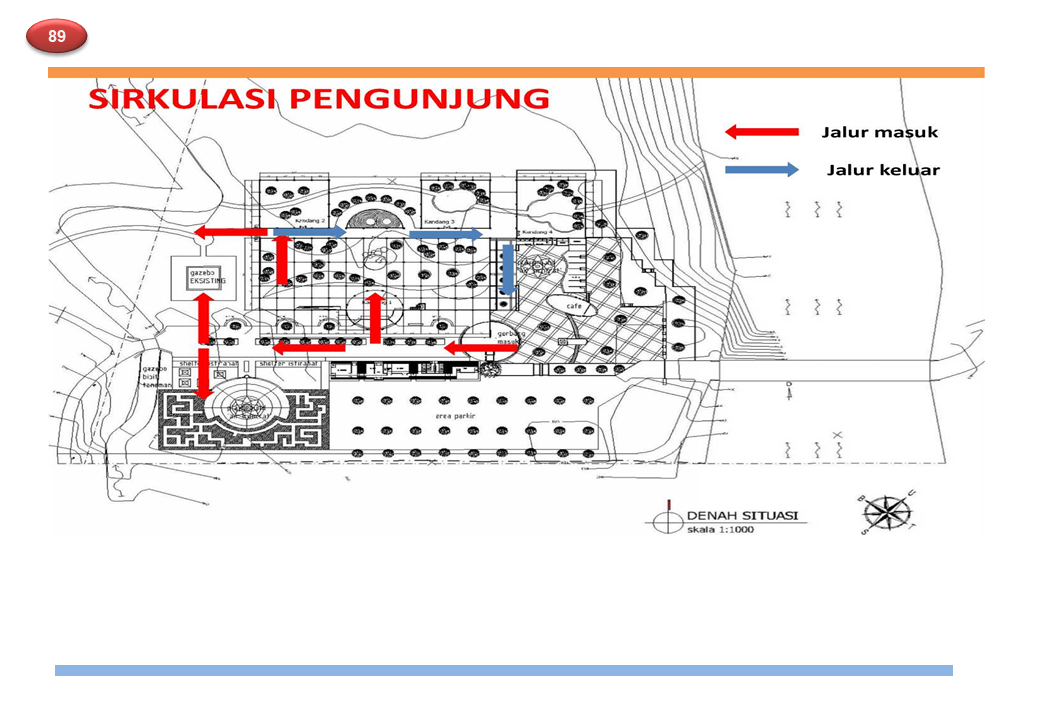 89
SIRKULASI PENGUNJUNG
Jalur masuk
Jalur keluar
Kandang 2
Kandang 3
Kandang 4
gazebo
EKSISTING
cafe
gerbang
masuk
shelter istirahat
shelter istirahat
gazebo
bibit
tanaman
area parkir
B
U
S
T
DENAH SITUASI
skala 1:1000